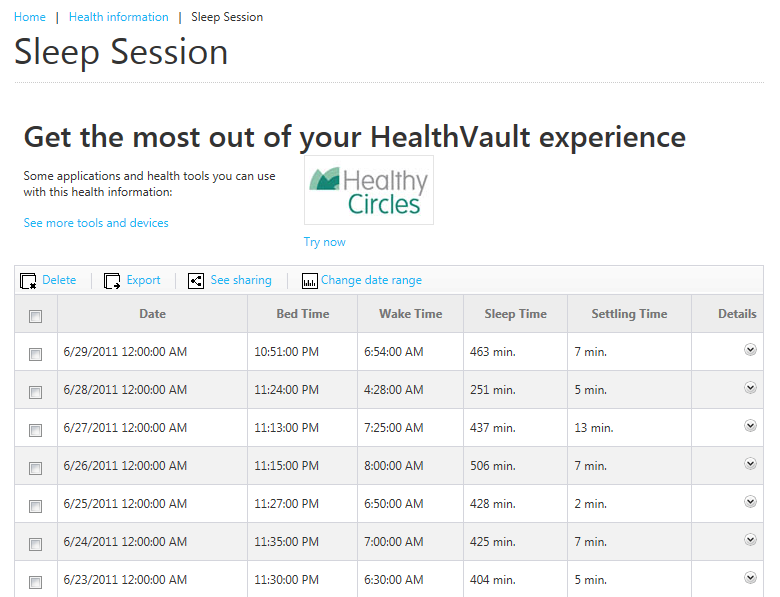 Home | Health information | Sleep Session
Sleep Session
Get the most out of your HealthVault experience
Some applications and health tools you can use
with this health information:
See more tools and devices
Healthy
Circles
Try now
Delete | Export | See sharing | Change date range
Date Bed Time Wake Time Sleep Time Settling Time Details
6/29/2011 12:00:00 AM 10:51:00 PM 6:54:00 AM 463 min. 7 min.
6/28/2011 12:00:00 AM 11:24:00 PM 4:28:00 AM 251 min. 5 min.
6/27/2011 12:00:00 AM 11:13:00 PM 7:25:00 AM 437 min. 13 min.
6/26/2011 12:00:00 AM 11:15:00 PM 8:00:00 AM 506 min. 7 min.
6/25/2011 12:00:00 AM 11:27:00 PM 6:50:00 AM 428 min. 2 min.
6/24/2011 12:00:00 AM 11:35:00 PM 7:00:00 AM 425 min. 7 min.
6/23/2011 12:00:00 AM 11:30:00 PM 6:30:00 AM 404 min. 5 min.